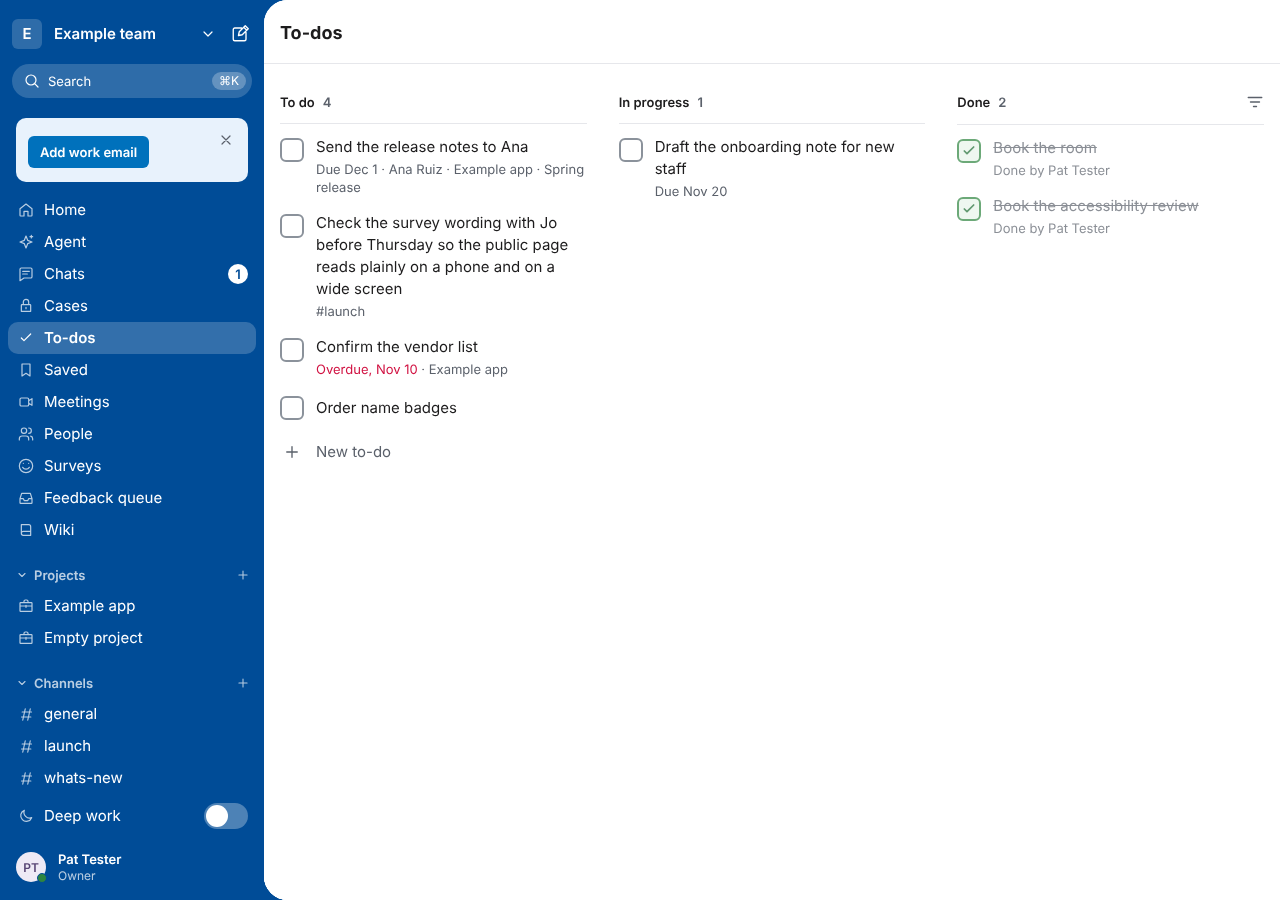 E Example team
Search ⌘K
Add work email
Home
Agent
Chats 1
Cases
To-dos
Saved
Meetings
People
Surveys
Feedback queue
Wiki
Projects
Example app
Empty project
Channels
general
launch
whats-new
Deep work
PT Pat Tester
Owner
To-dos
To do 4
Send the release notes to Ana
Due Dec 1 · Ana Ruiz · Example app · Spring
release
Check the survey wording with Jo
before Thursday so the public page
reads plainly on a phone and on a
wide screen
#launch
Confirm the vendor list
Overdue, Nov 10 · Example app
Order name badges
New to-do
In progress 1
Draft the onboarding note for new
staff
Due Nov 20
Done 2
Book the room
Done by Pat Tester
Book the accessibility review
Done by Pat Tester